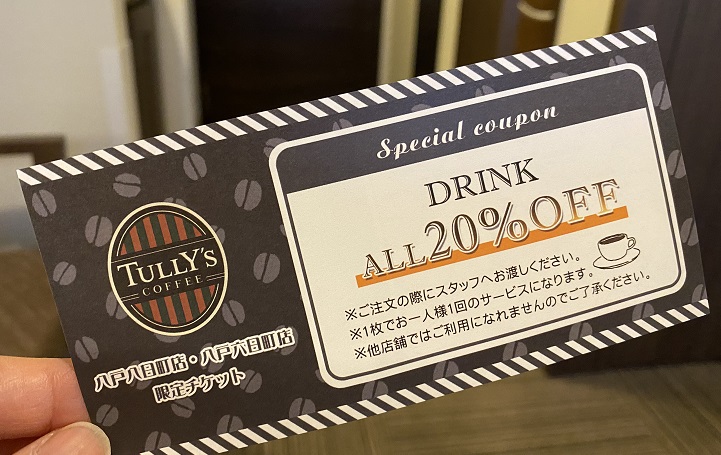 Special coupon
DRINK
ALL 20%OFF
※ご注文の際にスタッフへお渡しください。
※1枚でお一人様1回のサービスになります。
※他店舗ではご利用になれませんのでご了承ください。
TULLY'S
COFFEE
八戸八日町店・八戸六日町店
限定チケット